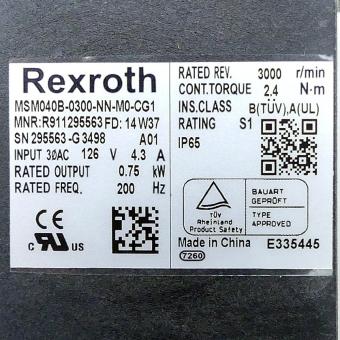 Rexroth
MSM040B-0300-NN-M0-CG1
MNR:R911295563 FD: 14W37
SN 295563-G3498 A01
INPUT 3ØAC 126 V 4.3 A
RATED OUTPUT 0.75 kW
RATED FREQ. 200 Hz
CE
c UL US
RATED REV. 3000 r/min
CONT.TORQUE 2.4 N·m
INS.CLASS B(TÜV),A(UL)
RATING S1
IP65
TÜV
Rheinland
Product Safety
BAUART
GEPRÜFT
TYPE
APPROVED
Made in China E335445
7260